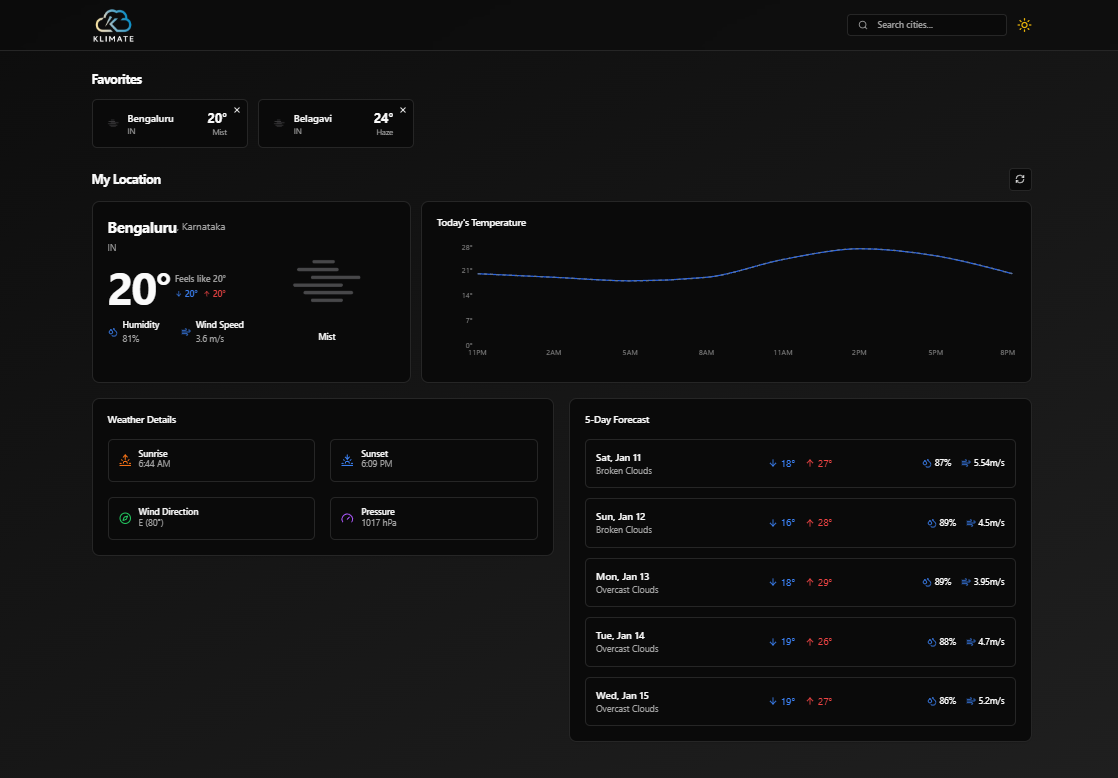 KLIMATE
Search cities...
Favorites
Bengaluru 20°
IN Mist
Belagavi 24°
IN Haze
My Location
Bengaluru, Karnataka
IN
20°
Feels like 20°
20° 20°
Humidity
81%
Wind Speed
3.6 m/s
Mist
Today's Temperature
28°
21°
14°
7°
0°
11PM 2AM 5AM 8AM 11AM 2PM 5PM 8PM
Weather Details
Sunrise
6:44 AM
Sunset
6:09 PM
Wind Direction
E (80°)
Pressure
1017 hPa
5-Day Forecast
Sat, Jan 11
Broken Clouds
18° 27° 87% 5.54m/s
Sun, Jan 12
Broken Clouds
16° 28° 89% 4.5m/s
Mon, Jan 13
Overcast Clouds
18° 29° 89% 3.95m/s
Tue, Jan 14
Overcast Clouds
19° 26° 88% 4.7m/s
Wed, Jan 15
Overcast Clouds
19° 27° 86% 5.2m/s